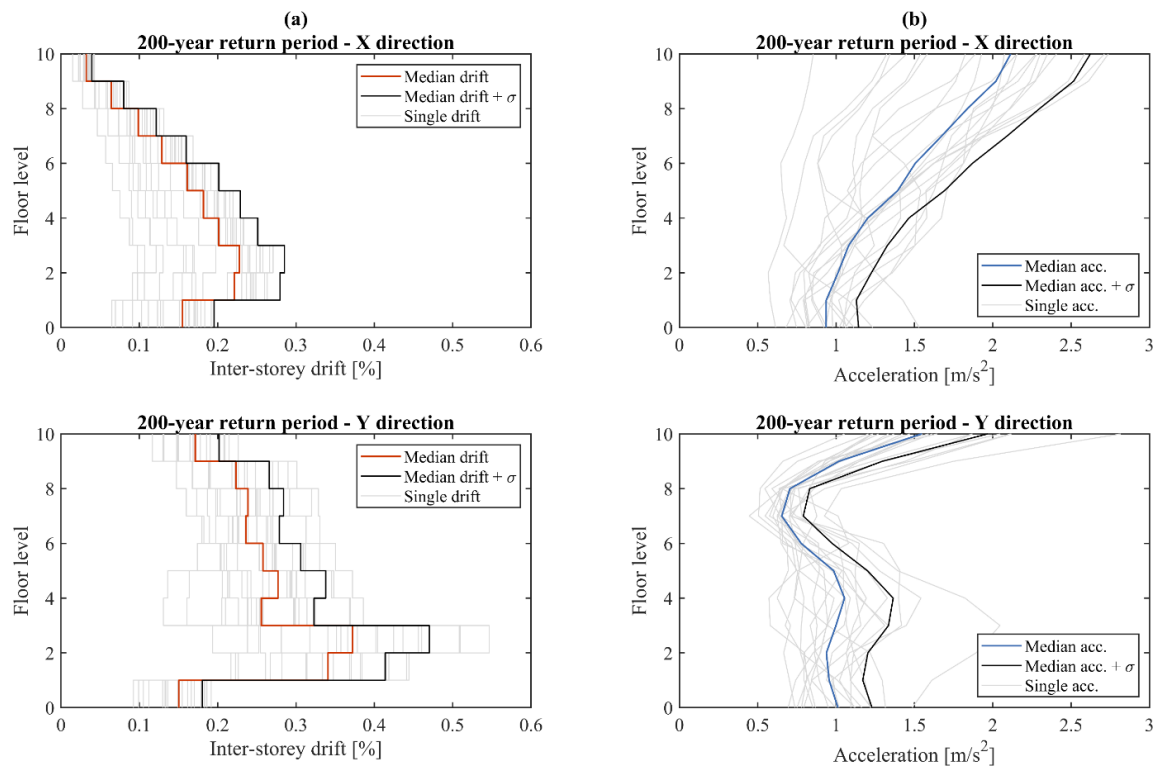 (a)
200-year return period - X direction
10
8
6
4
2
0
Floor level
Median drift
Median drift + σ
Single drift
0 0.1 0.2 0.3 0.4 0.5 0.6
Inter-storey drift [%]
(b)
200-year return period - X direction
10
8
6
4
2
0
Floor level
Median acc.
Median acc. + σ
Single acc.
0 0.5 1 1.5 2 2.5 3
Acceleration [m/s²]
200-year return period - Y direction
10
8
6
4
2
0
Floor level
Median drift
Median drift + σ
Single drift
0 0.1 0.2 0.3 0.4 0.5 0.6
Inter-storey drift [%]
200-year return period - Y direction
10
8
6
4
2
0
Floor level
Median acc.
Median acc. + σ
Single acc.
0 0.5 1 1.5 2 2.5 3
Acceleration [m/s²]